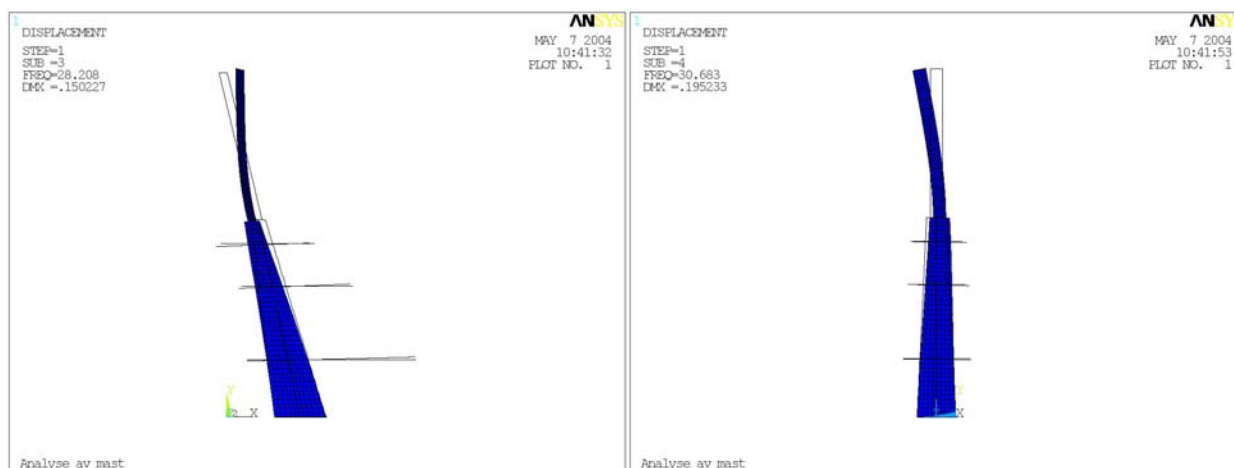 1
ANSYS
DISPLACEMENT
STEP=1
SUB =3
FREQ=28.208
DMX =.150227
MAY 7 2004
10:41:32
PLOT NO. 1
Y
Z X
Analyse av mast
1
ANSYS
DISPLACEMENT
STEP=1
SUB =4
FREQ=30.683
DMX =.195233
MAY 7 2004
10:41:53
PLOT NO. 1
Y
Z X
Analyse av mast